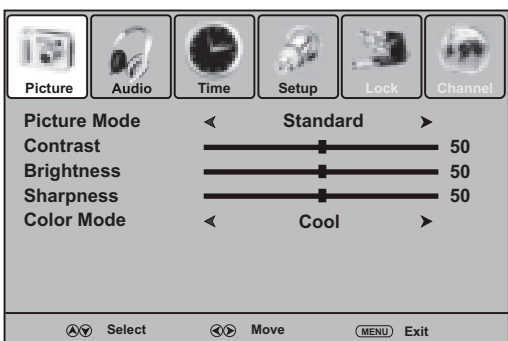 Picture Audio Time Setup Lock Channel
Picture Mode Standard
Contrast 50
Brightness 50
Sharpness 50
Color Mode Cool
Select Move MENU Exit